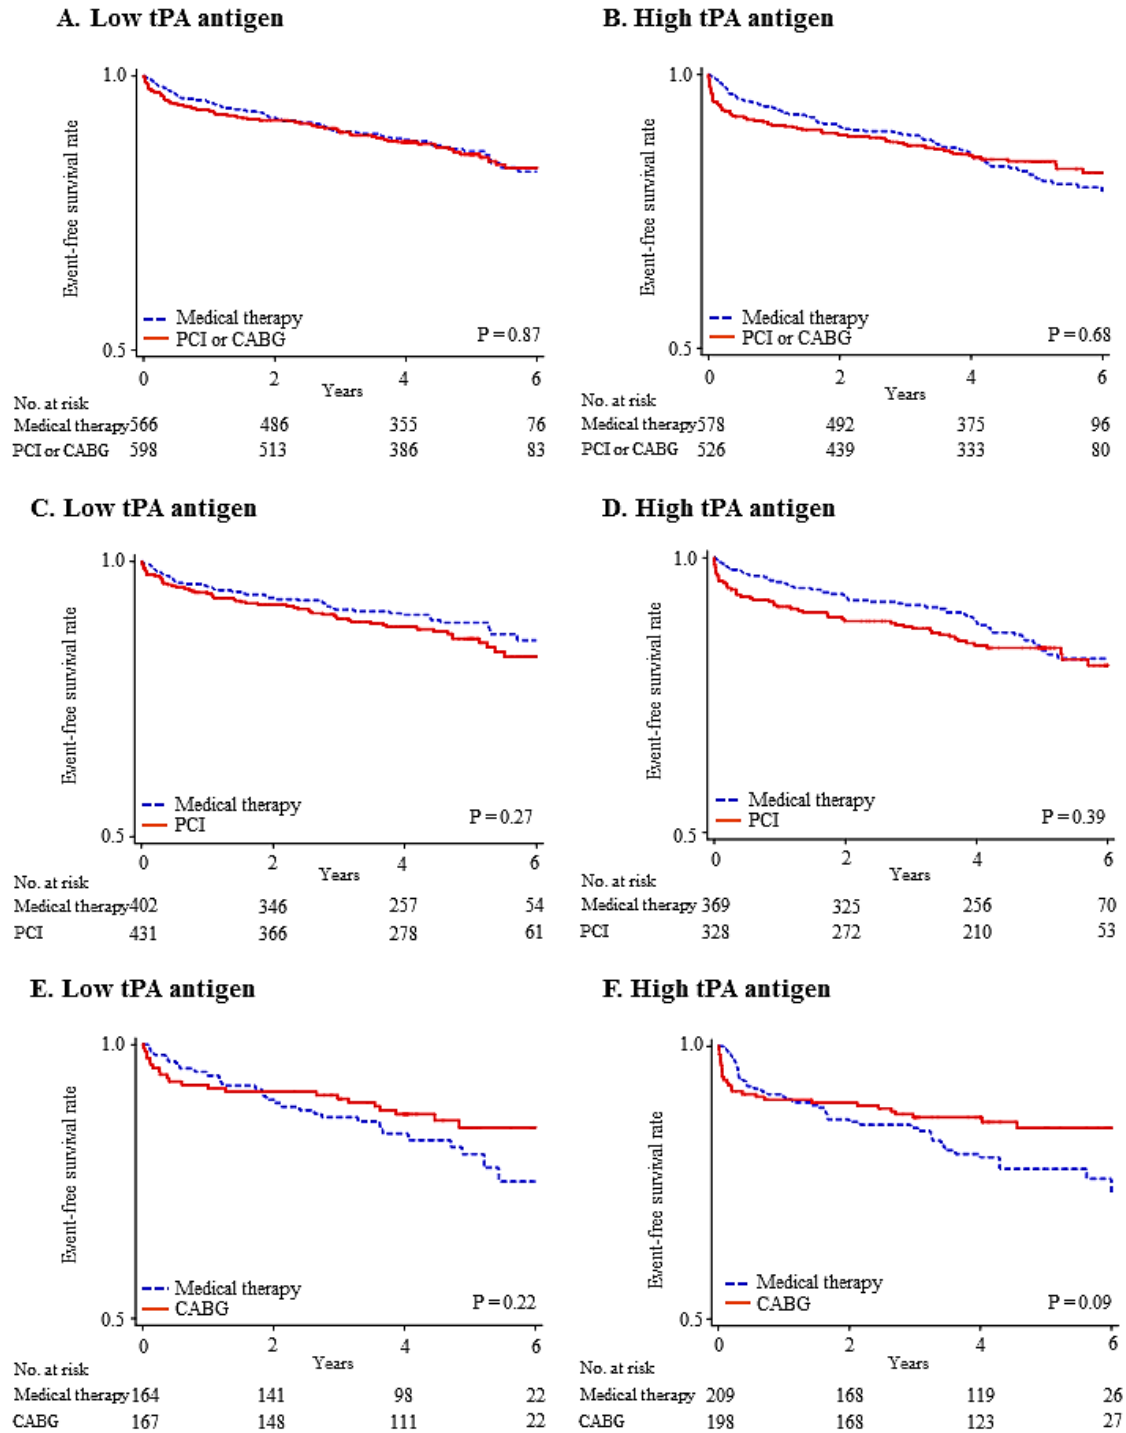 A. Low tPA antigen
1.0
Event-free survival rate
Medical therapy
PCI or CABG
P = 0.87
0.5
0 2 4 6
Years
No. at risk
Medical therapy 566 486 355 76
PCI or CABG 598 513 386 83
B. High tPA antigen
1.0
Event-free survival rate
Medical therapy
PCI or CABG
P = 0.68
0.5
0 2 4 6
Years
No. at risk
Medical therapy 578 492 375 96
PCI or CABG 526 439 333 80
C. Low tPA antigen
1.0
Event-free survival rate
Medical therapy
PCI
P = 0.27
0.5
0 2 4 6
Years
No. at risk
Medical therapy 402 346 257 54
PCI 431 366 278 61
D. High tPA antigen
1.0
Event-free survival rate
Medical therapy
PCI
P = 0.39
0.5
0 2 4 6
Years
No. at risk
Medical therapy 369 325 256 70
PCI 328 272 210 53
E. Low tPA antigen
1.0
Event-free survival rate
Medical therapy
CABG
P = 0.22
0.5
0 2 4 6
Years
No. at risk
Medical therapy 164 141 98 22
CABG 167 148 111 22
F. High tPA antigen
1.0
Event-free survival rate
Medical therapy
CABG
P = 0.09
0.5
0 2 4 6
Years
No. at risk
Medical therapy 209 168 119 26
CABG 198 168 123 27